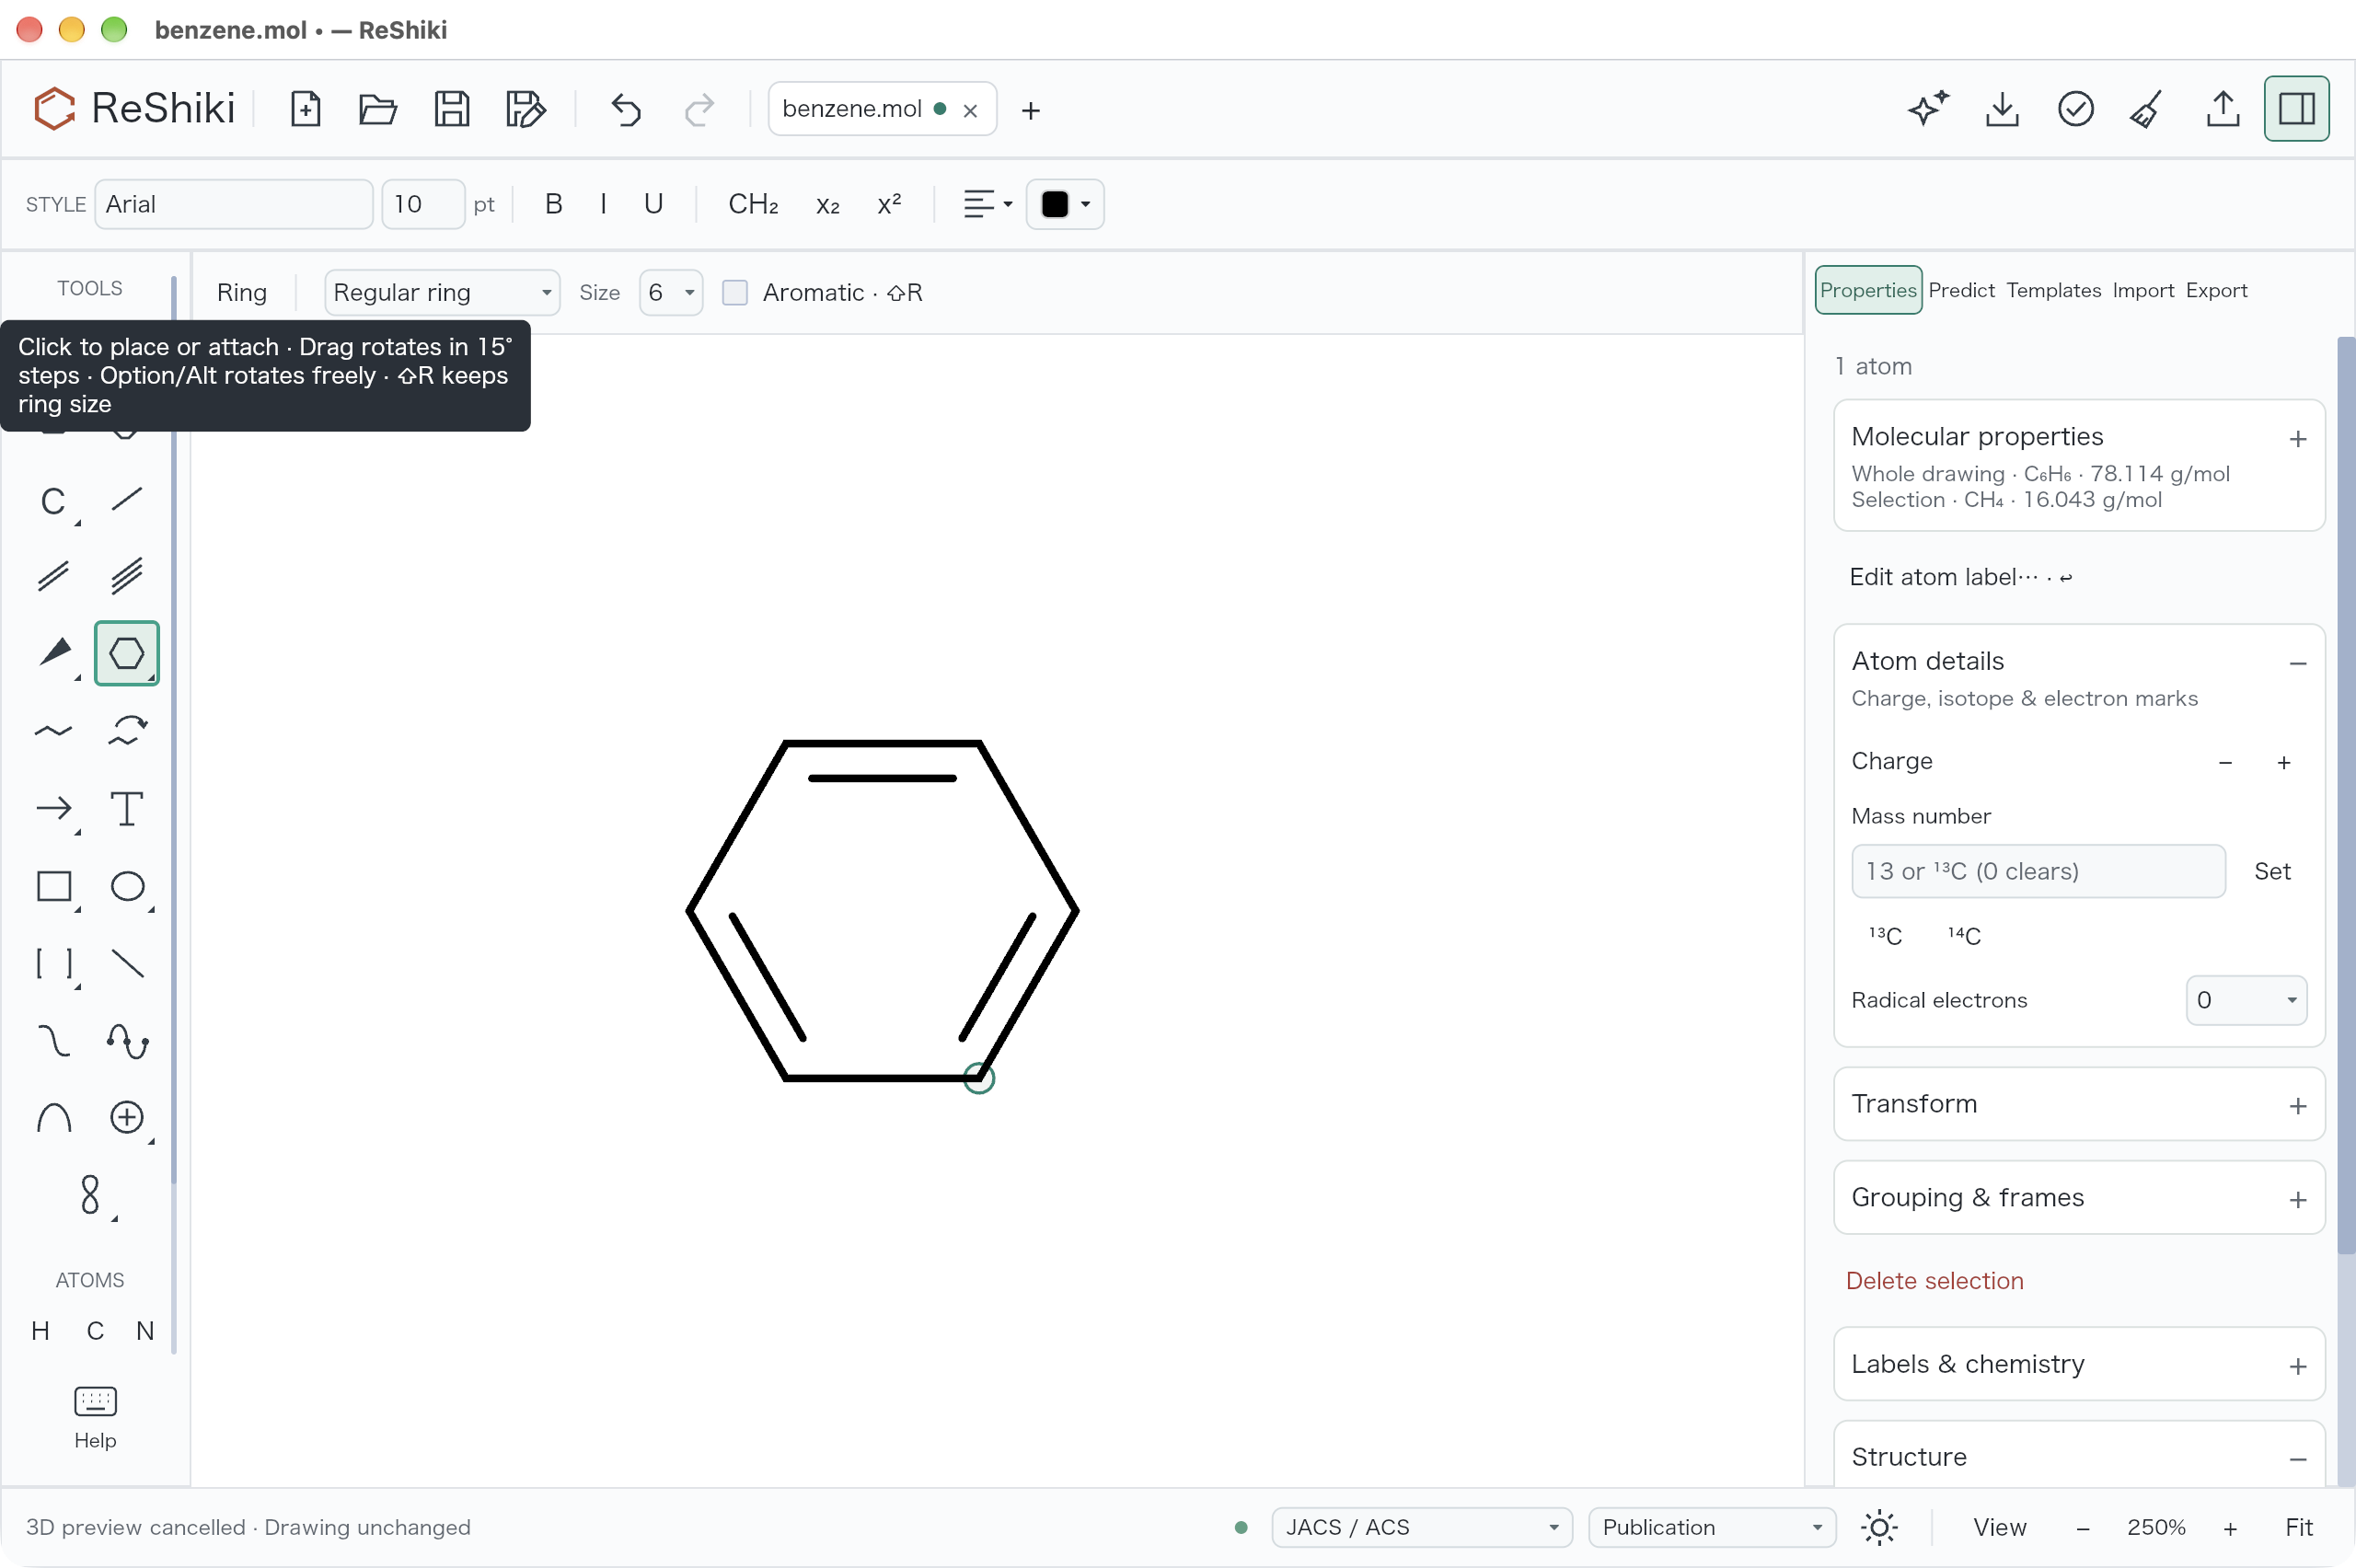 benzene.mol • — ReShiki
ReShiki
benzene.mol ● ×
+
STYLE Arial 10 pt B I U CH₂ x₂ x²
TOOLS
Ring Regular ring Size 6 Aromatic · ⇧R
Click to place or attach · Drag rotates in 15°
steps · Option/Alt rotates freely · ⇧R keeps
ring size
C
T
[ ]
ATOMS
H C N
Help
Properties Predict Templates Import Export
1 atom
Molecular properties +
Whole drawing · C₆H₆ · 78.114 g/mol
Selection · CH₄ · 16.043 g/mol
Edit atom label⋯ · ↩
Atom details −
Charge, isotope & electron marks
Charge − +
Mass number
13 or ¹³C (0 clears) Set
¹³C ¹⁴C
Radical electrons 0
Transform +
Grouping & frames +
Delete selection
Labels & chemistry +
Structure −
3D preview cancelled · Drawing unchanged
JACS / ACS Publication View − 250% + Fit